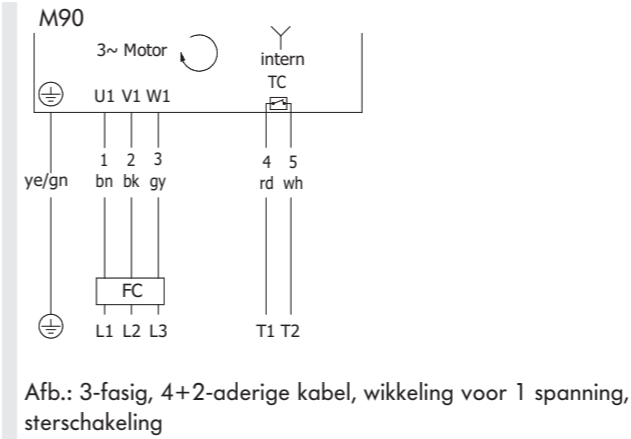 M90
3~ Motor
intern
TC
U1 V1 W1
1 2 3 4 5
ye/gn bn bk gy rd wh
FC
L1 L2 L3 T1 T2
Afb.: 3-fasig, 4+2-aderige kabel, wikkeling voor 1 spanning,
sterschakeling